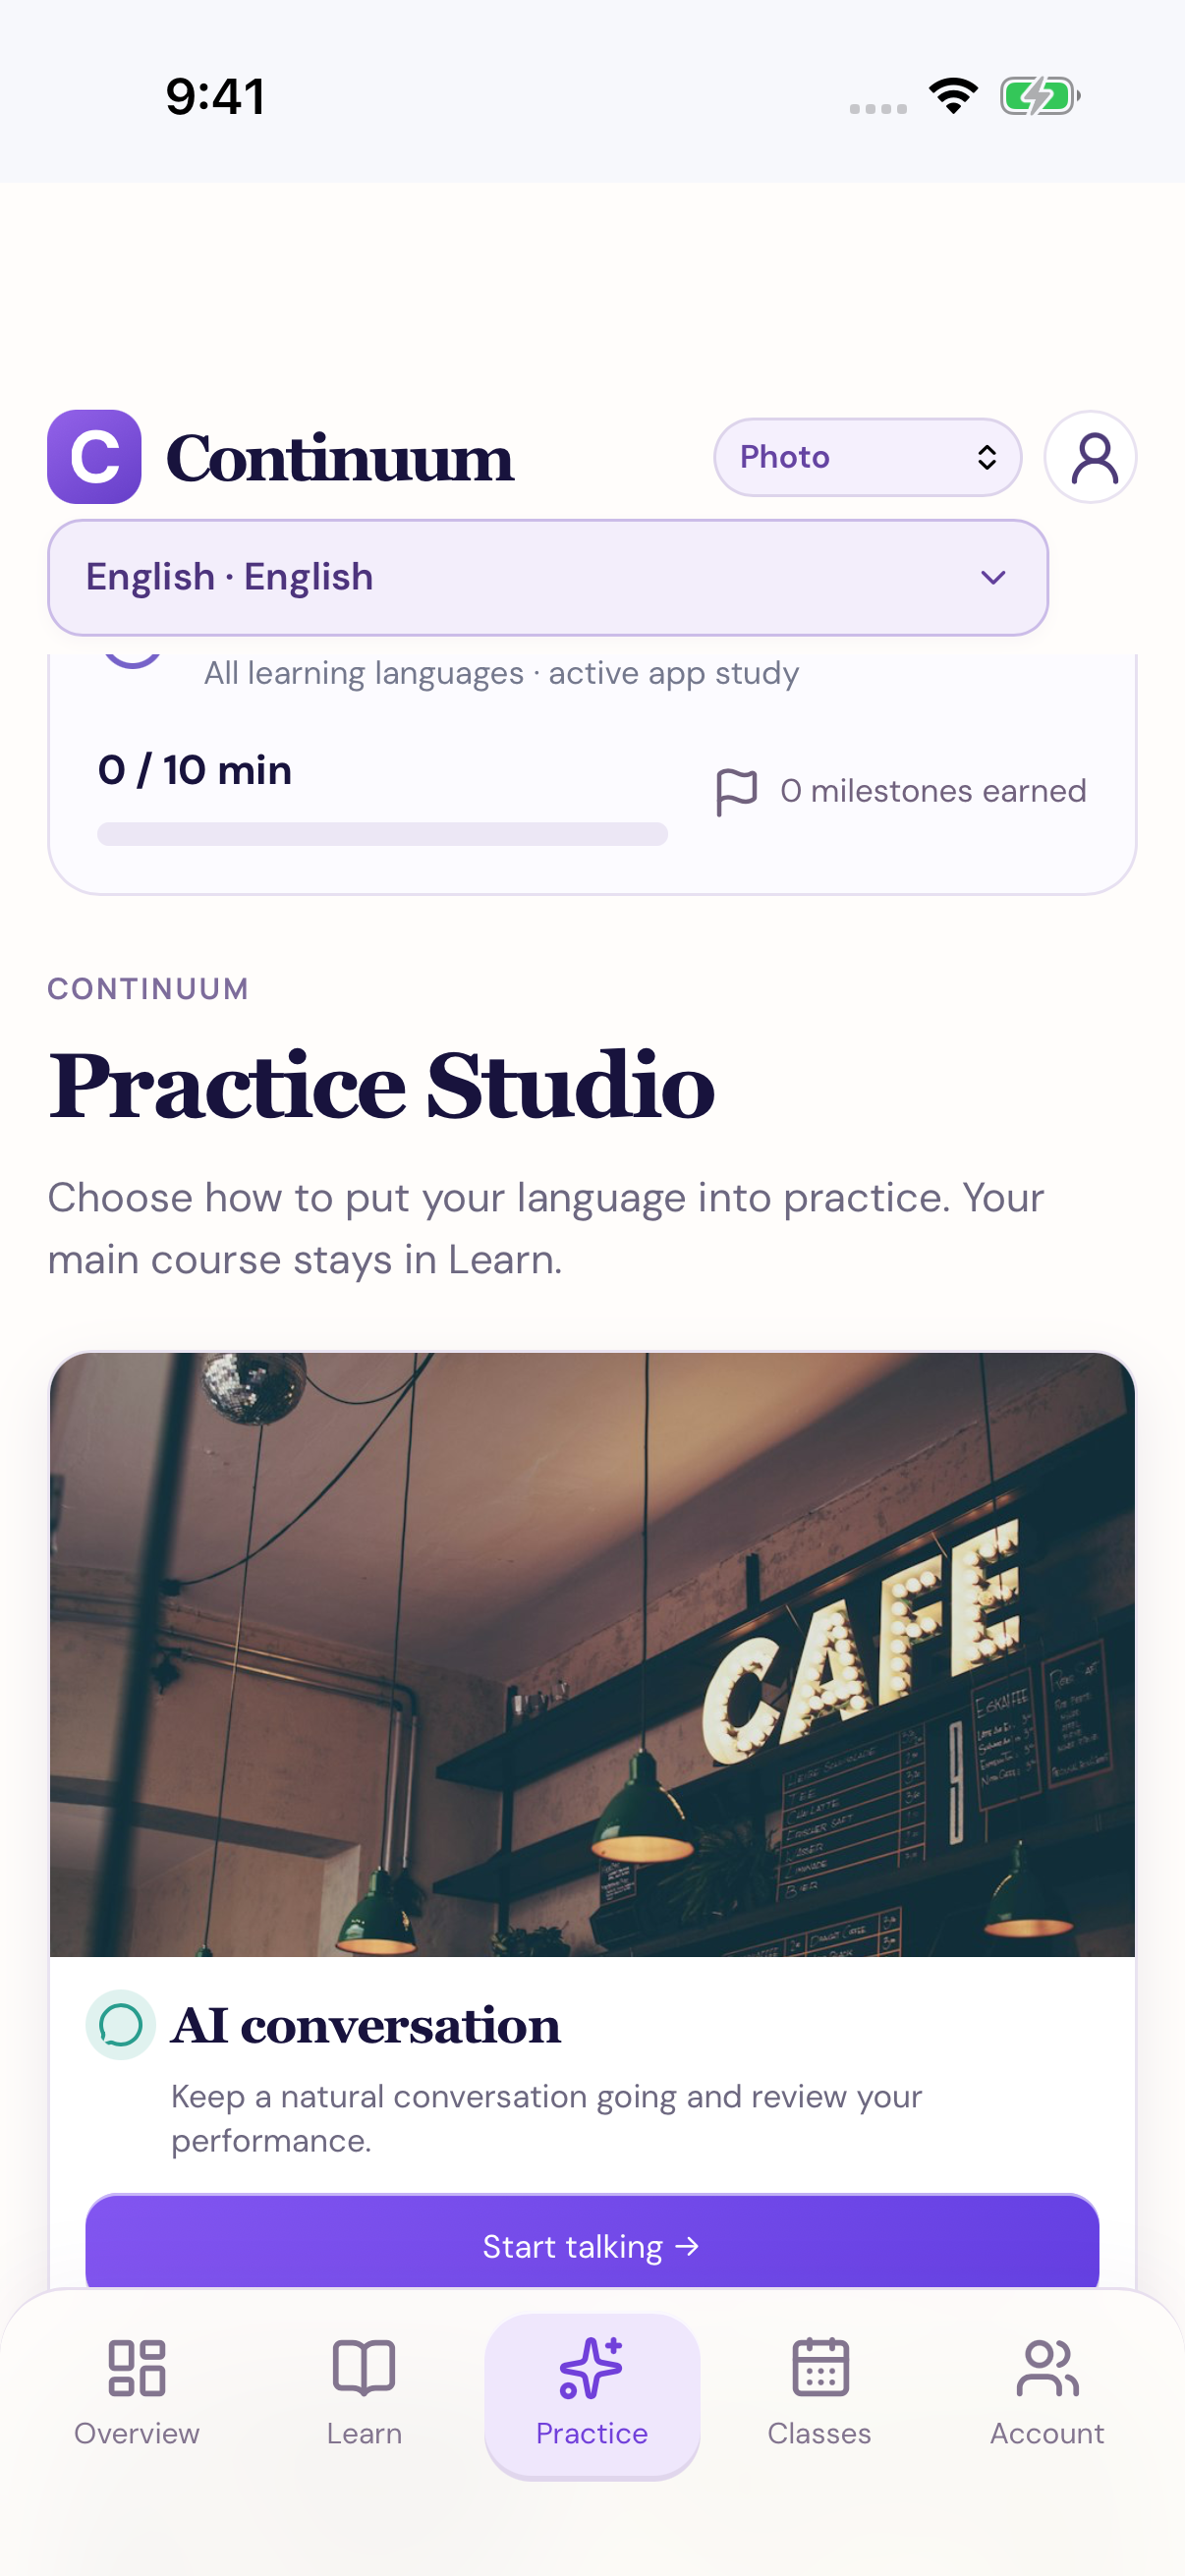 9:41
C Continuum
Photo
English · English
All learning languages · active app study
0 / 10 min
0 milestones earned
CONTINUUM
Practice Studio
Choose how to put your language into practice. Your
main course stays in Learn.
CAFE
AI conversation
Keep a natural conversation going and review your
performance.
Start talking →
Overview
Learn
Practice
Classes
Account